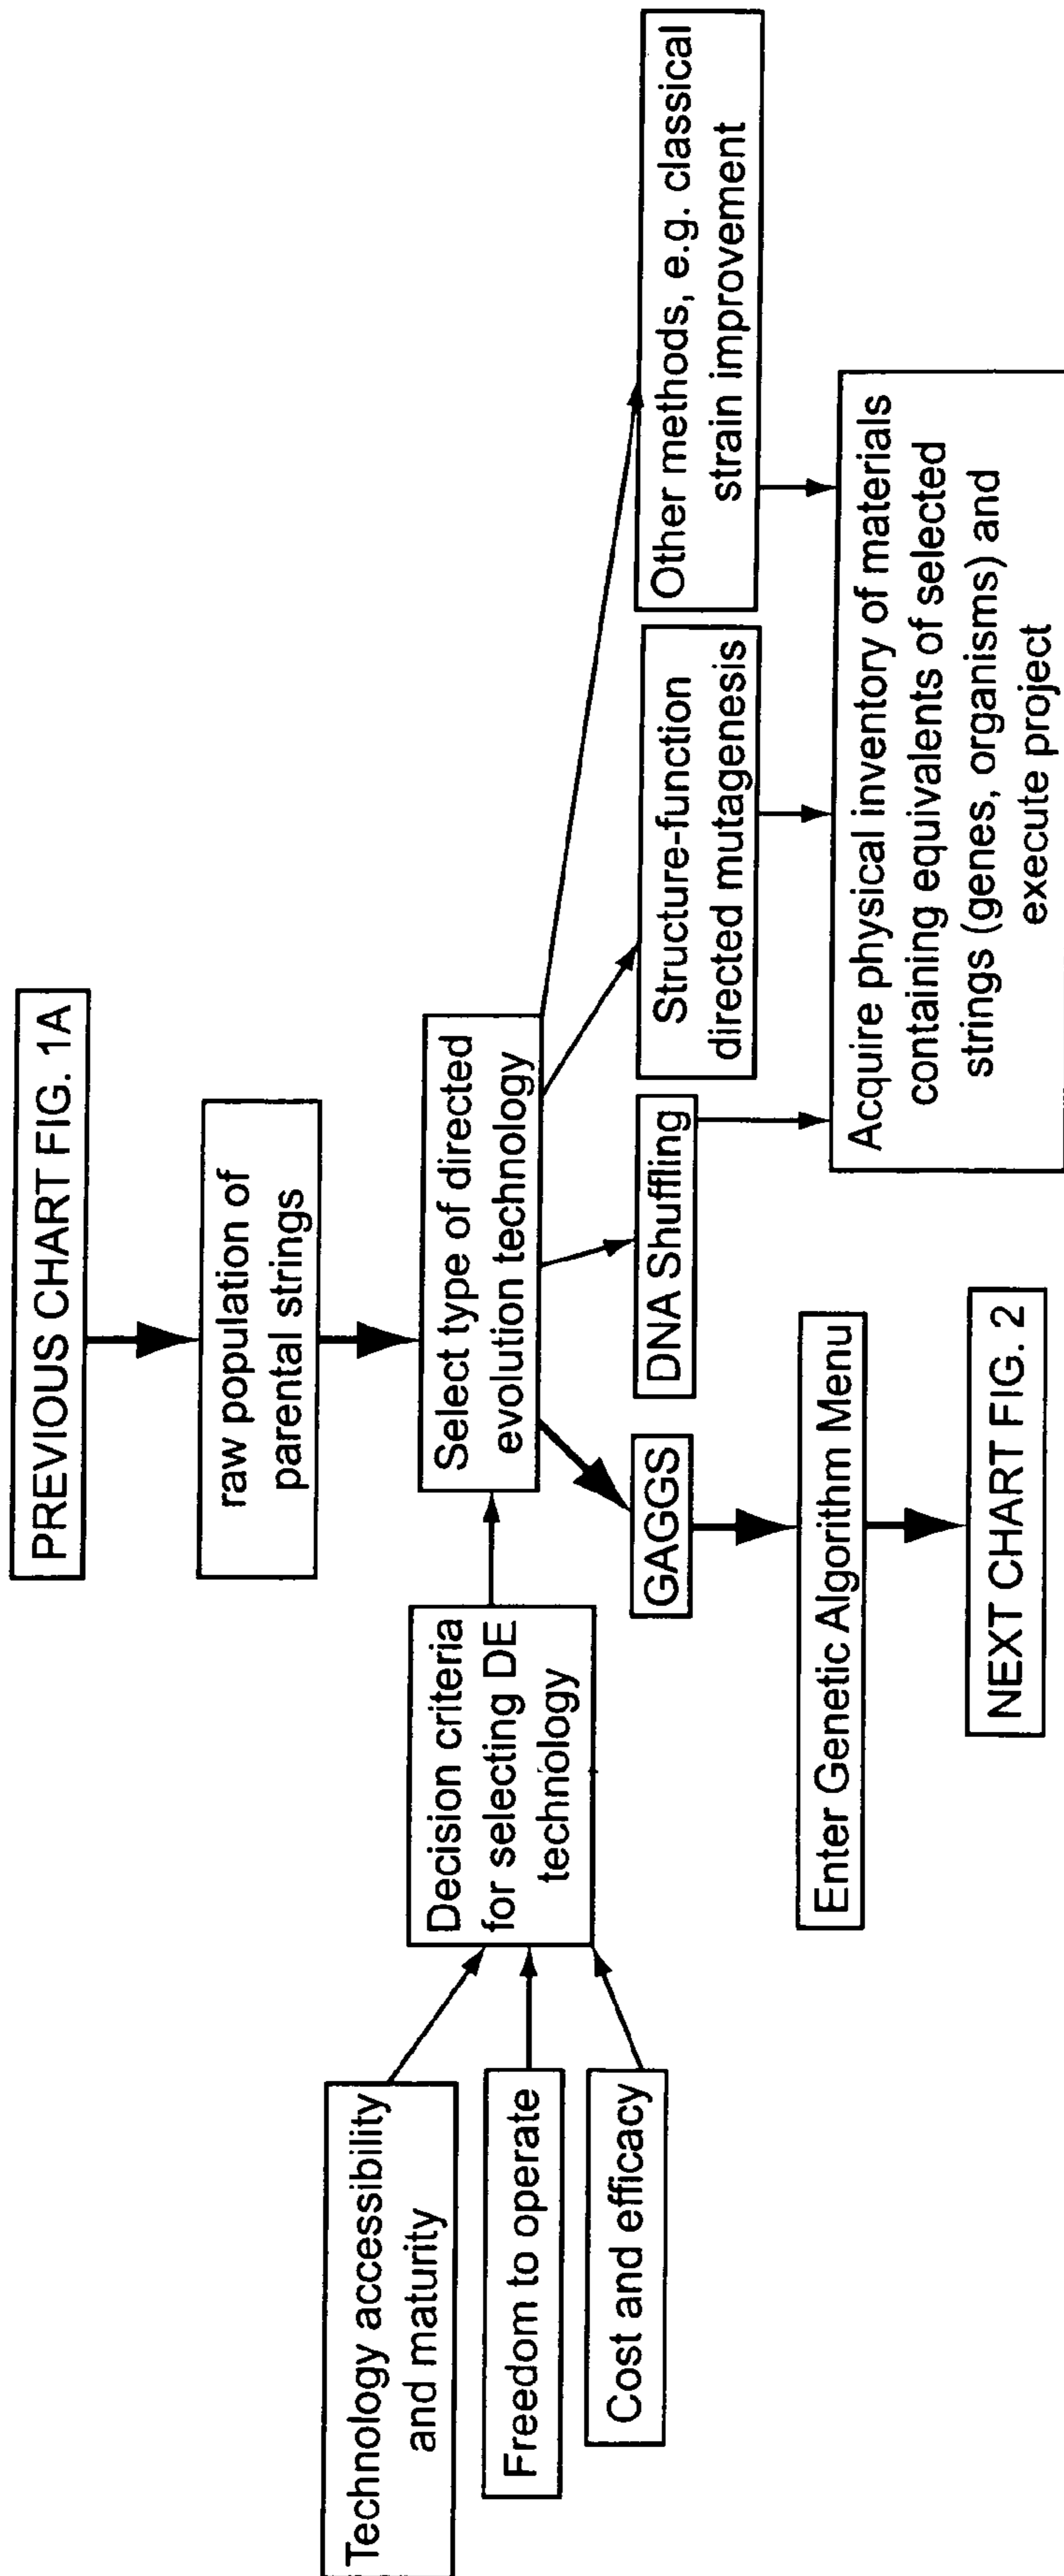 PREVIOUS CHART FIG. 1A
raw population of
parental strings
Technology accessibility
and maturity
Freedom to operate
Cost and efficacy
Decision criteria
for selecting DE
technology
Select type of directed
evolution technology
GAGGS
DNA Shuffling
Structure-function
directed mutagenesis
Other methods, e.g. classical
strain improvement
Enter Genetic Algorithm Menu
Acquire physical inventory of materials
containing equivalents of selected
strings (genes, organisms) and
execute project
NEXT CHART FIG. 2